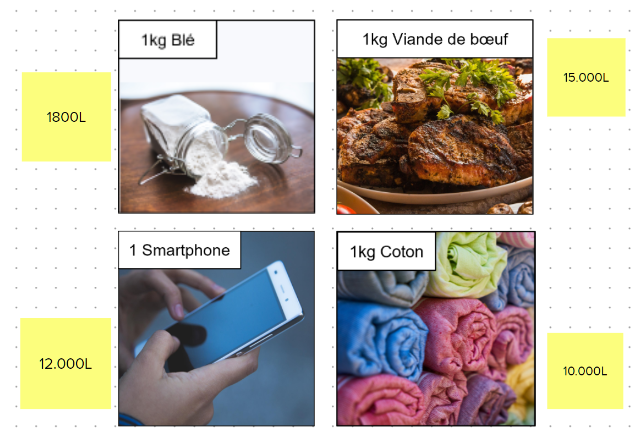 1kg Blé
1kg Viande de bœuf
15.000L
1800L
1 Smartphone
1kg Coton
12.000L
10.000L